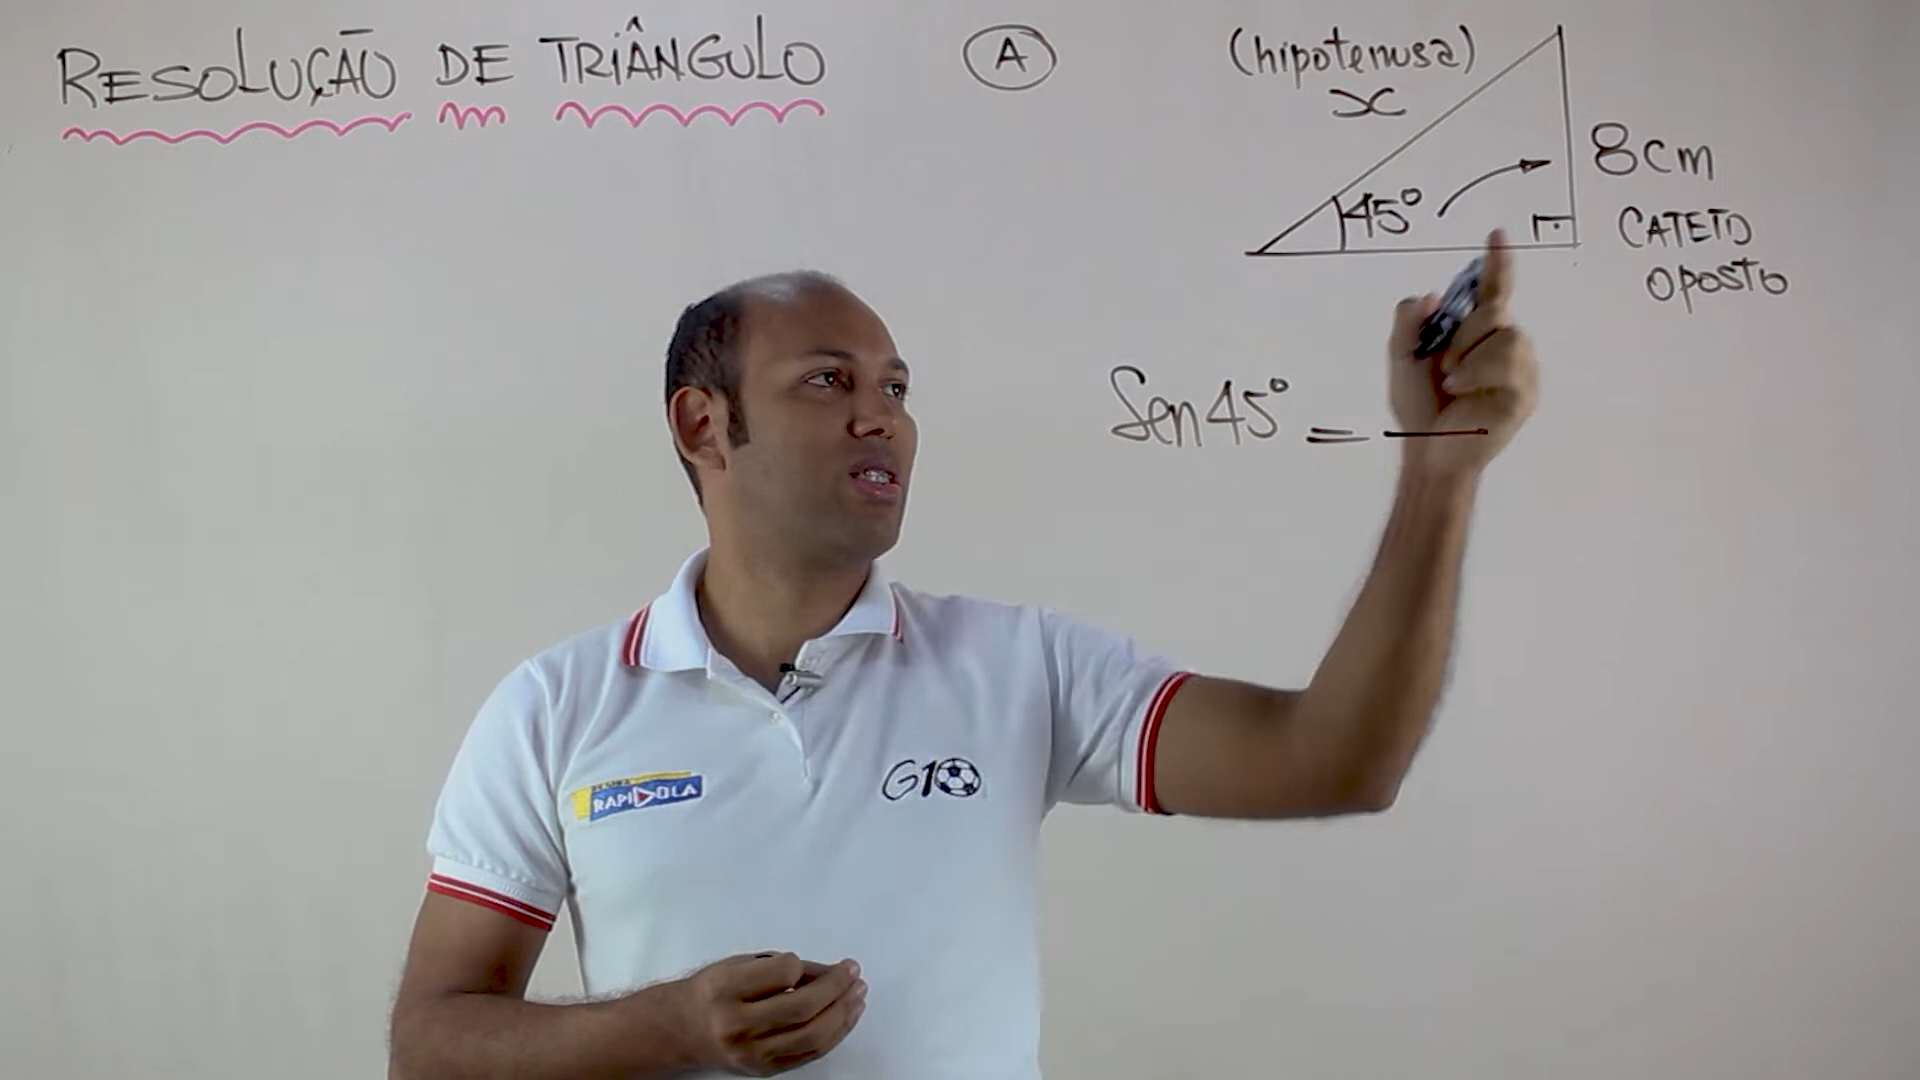 RESOLUÇÃO DE TRIÂNGULO
A
(hipotenusa)
x
8cm
45°
CATETO
OPOSTO
Sen 45° =
RAPIDOLA
G10